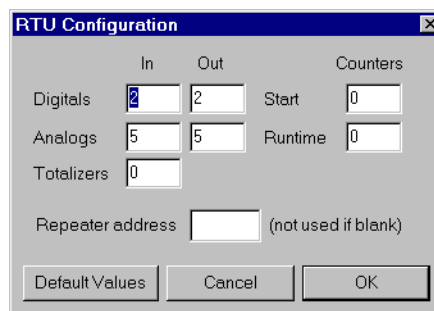 RTU Configuration
In Out Counters
Digitals 2 2 Start 0
Analogs 5 5 Runtime 0
Totalizers 0
Repeater address (not used if blank)
Default Values Cancel OK